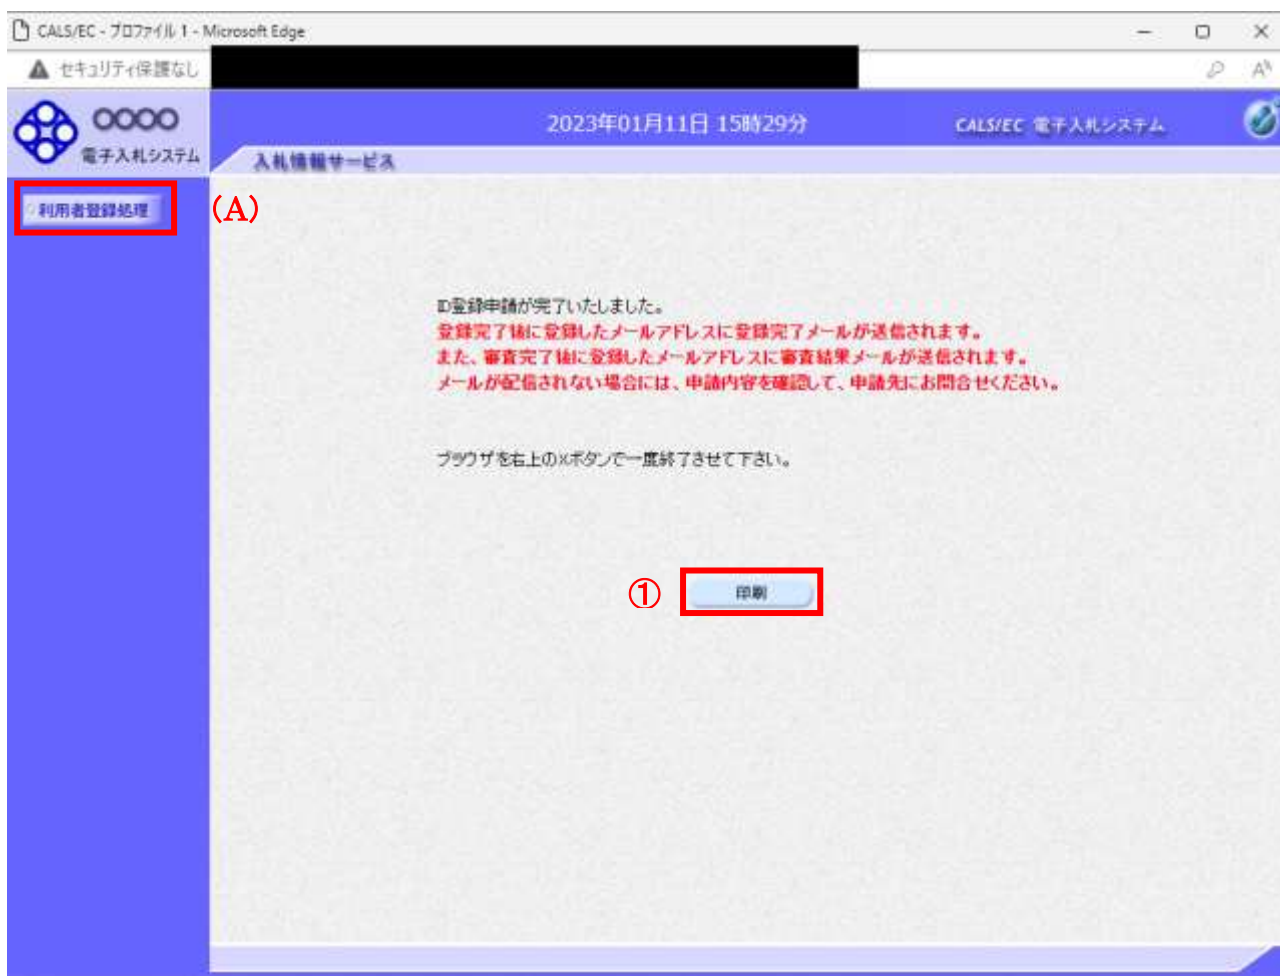 CALS/EC - プロファイル 1 - Microsoft Edge
セキュリティ保護なし
○○○○
電子入札システム
2023年01月11日 15時29分
CALS/EC 電子入札システム
入札情報サービス
利用者登録処理
(A)
ID登録申請が完了いたしました。
登録完了後に登録したメールアドレスに登録完了メールが送信されます。
また、審査完了後に登録したメールアドレスに審査結果メールが送信されます。
メールが配信されない場合には、申請内容を確認して、申請先にお問合せください。
ブラウザを右上の×ボタンで一度終了させて下さい。
① 印刷